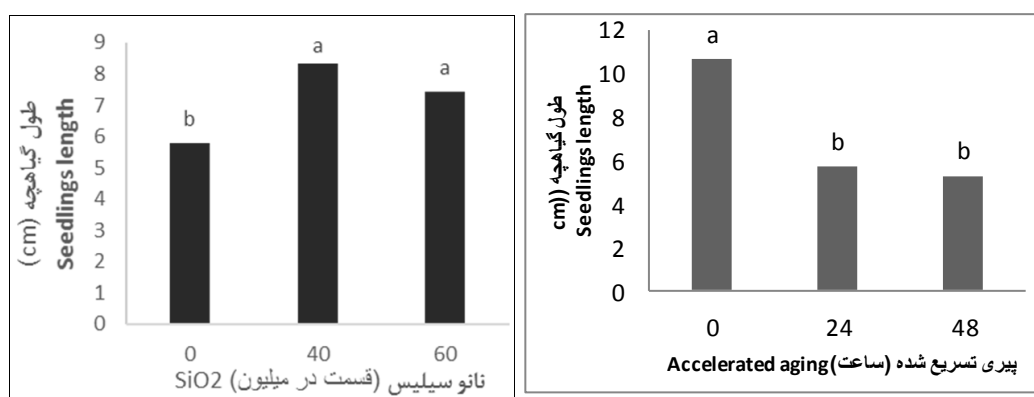 9
8
7
6
5
4
3
2
1
0
طول گیاهچه (cm)
Seedlings length
b
a
a
0 40 60
نانو سیلیس (قسمت در میلیون) SiO2
12
10
8
6
4
2
0
طول گیاهچه ((cm
Seedlings length
a
b
b
0 24 48
پیری تسریع شده (ساعت) Accelerated aging